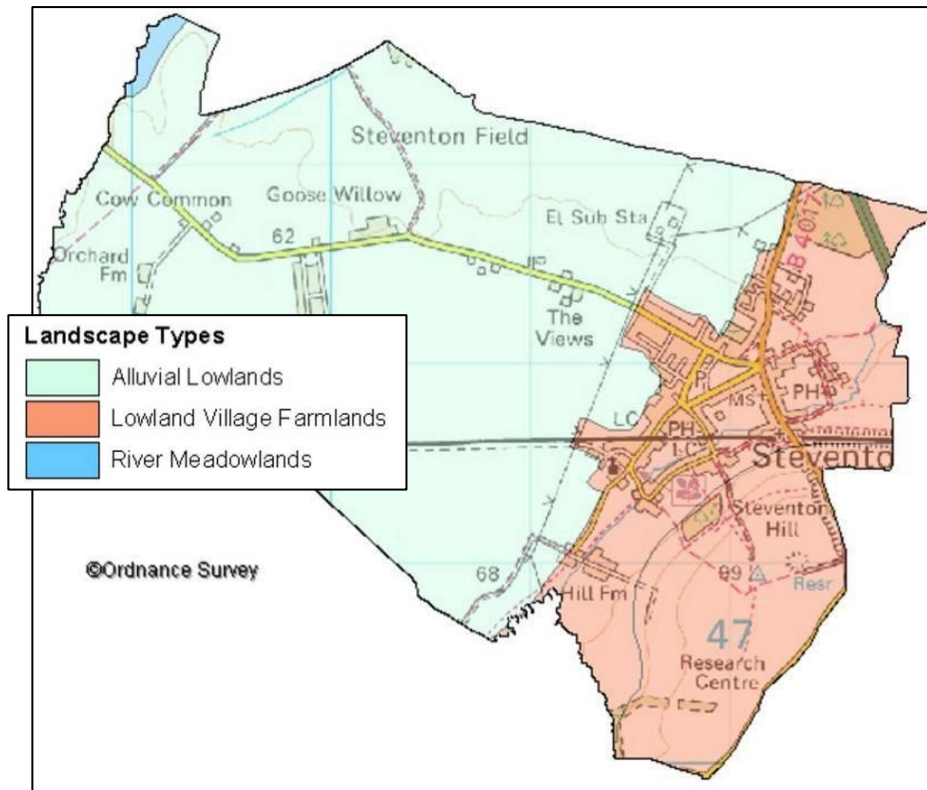 Steventon Field
Cow Common
Goose Willow
62
El Sub Sta
B 4017
Orchard
Fm
The
Views
Landscape Types
Alluvial Lowlands
Lowland Village Farmlands
River Meadowlands
P
MS
PH
LC
PH
LC
Stevento
Steventon
Hill
©Ordnance Survey
68
99
Hill Fm
Resr
47
Research
Centre